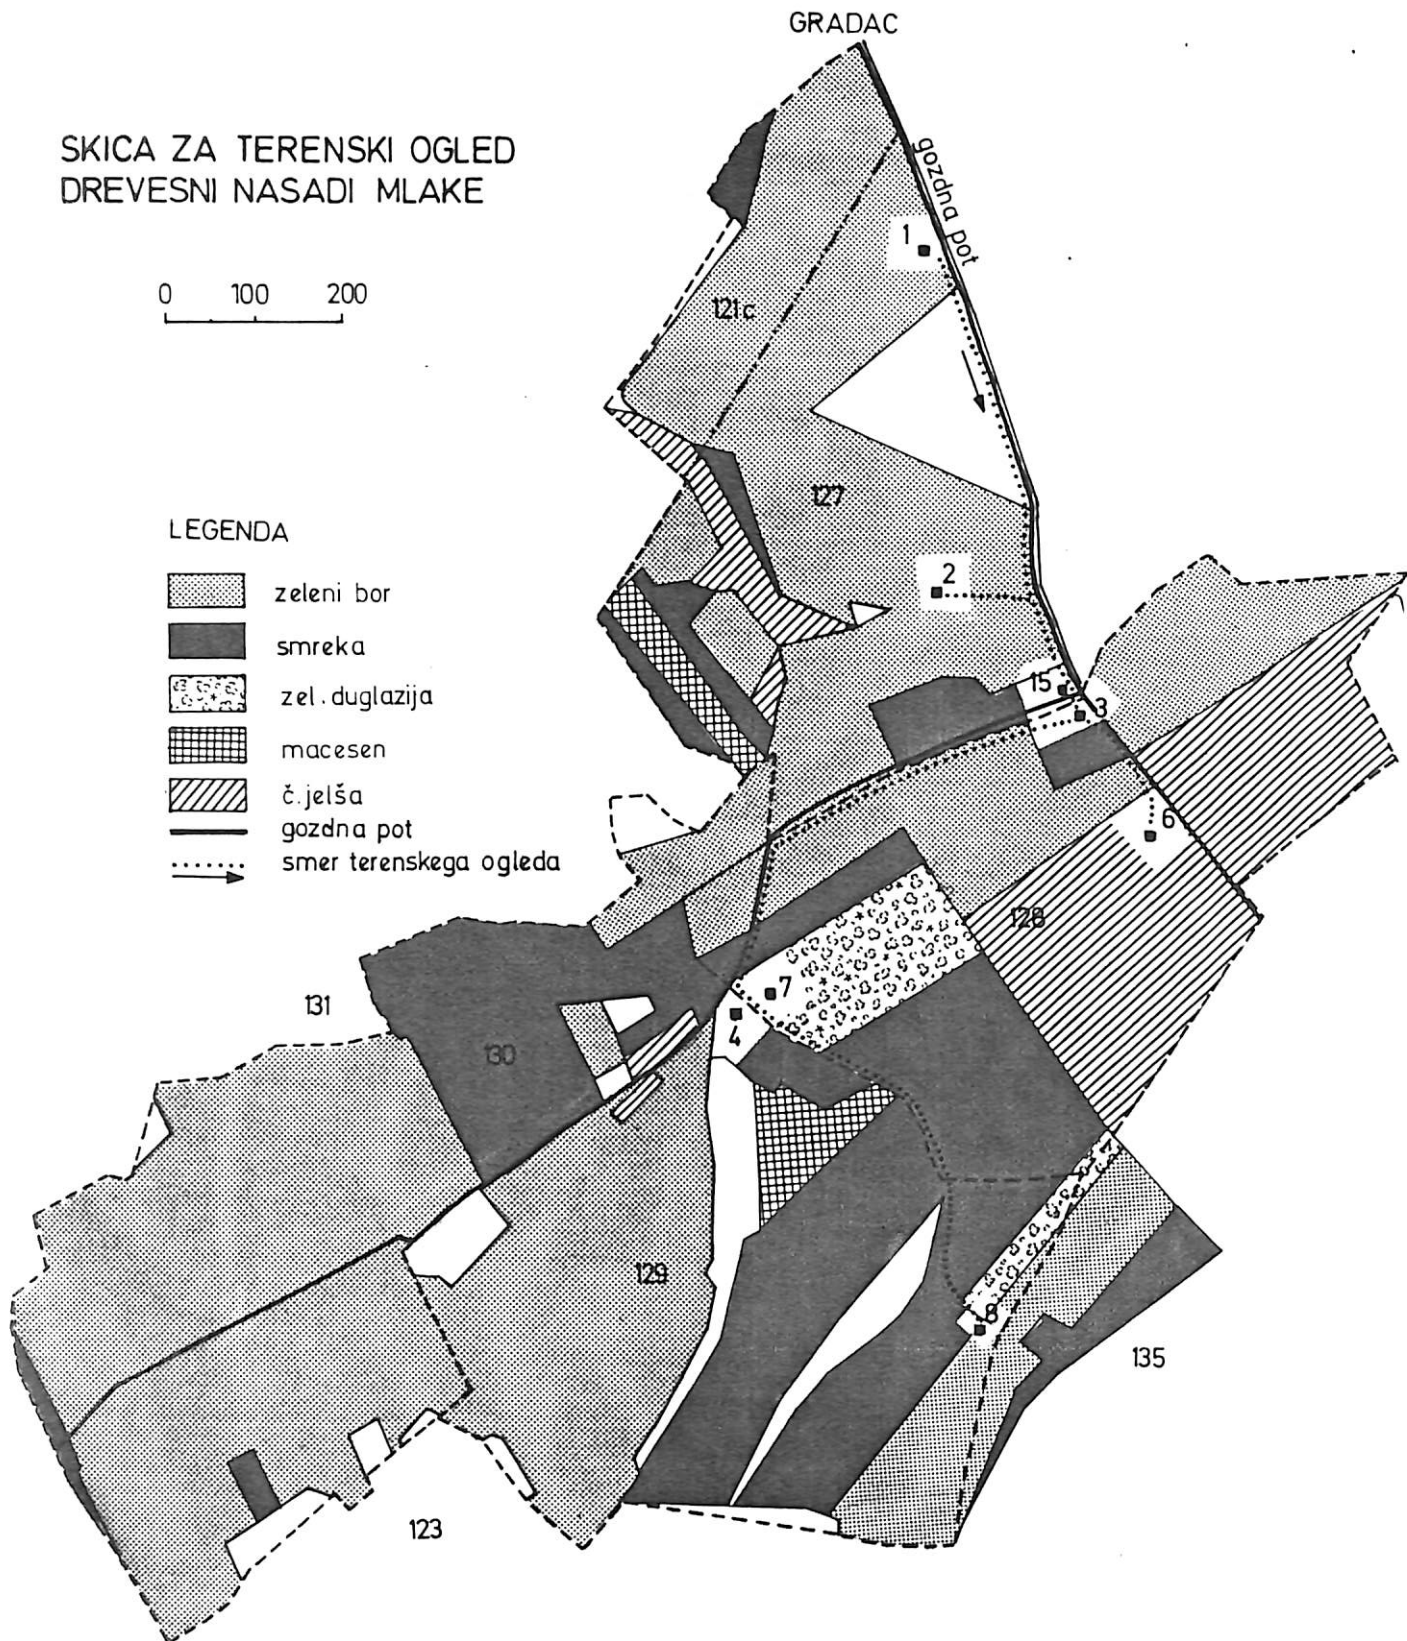 GRADAC
SKICA ZA TERENSKI OGLED
DREVESNI NASADI MLAKE
0 100 200
gozdna pot
1
121c
127
LEGENDA
zeleni bor
smreka
zel. duglazija
macesen
č. jelša
gozdna pot
smer terenskega ogleda
2
15
3
6
128
7
4
131
130
129
8
135
123